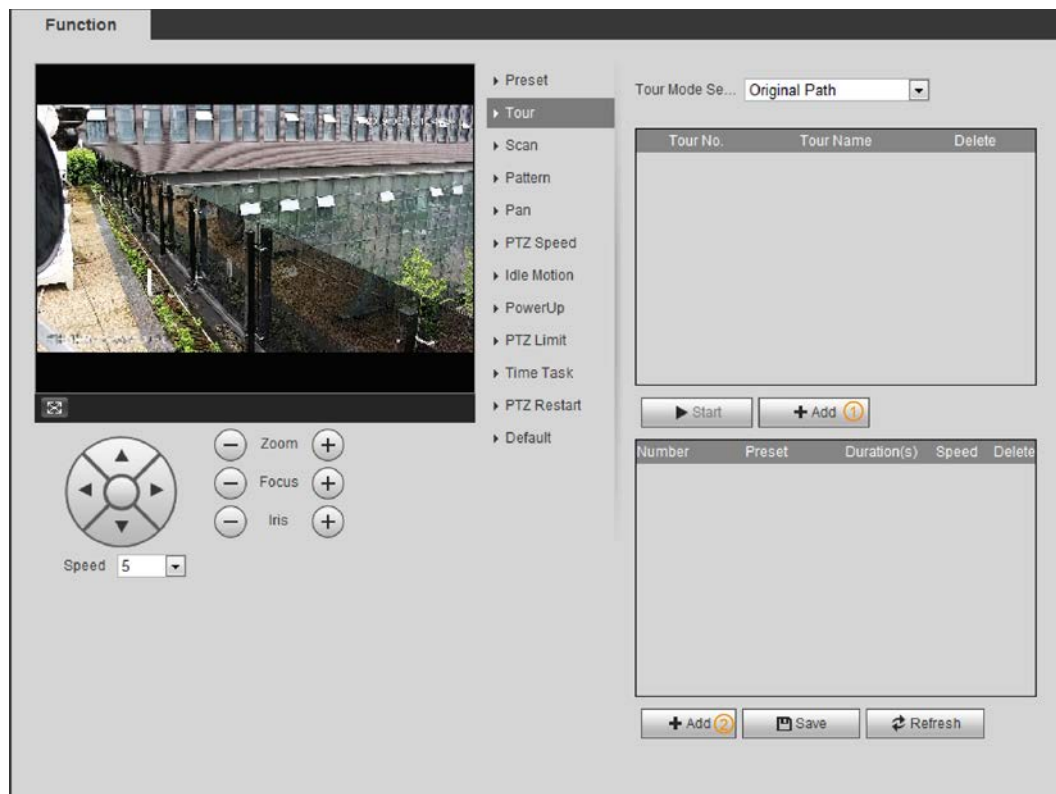 Function
Preset
Tour
Scan
Pattern
Pan
PTZ Speed
Idle Motion
PowerUp
PTZ Limit
Time Task
PTZ Restart
Default
Zoom
Focus
Iris
Speed 5
Tour Mode Se... Original Path
Tour No. Tour Name Delete
Start Add 1
Number Preset Duration(s) Speed Delete
Add 2 Save Refresh